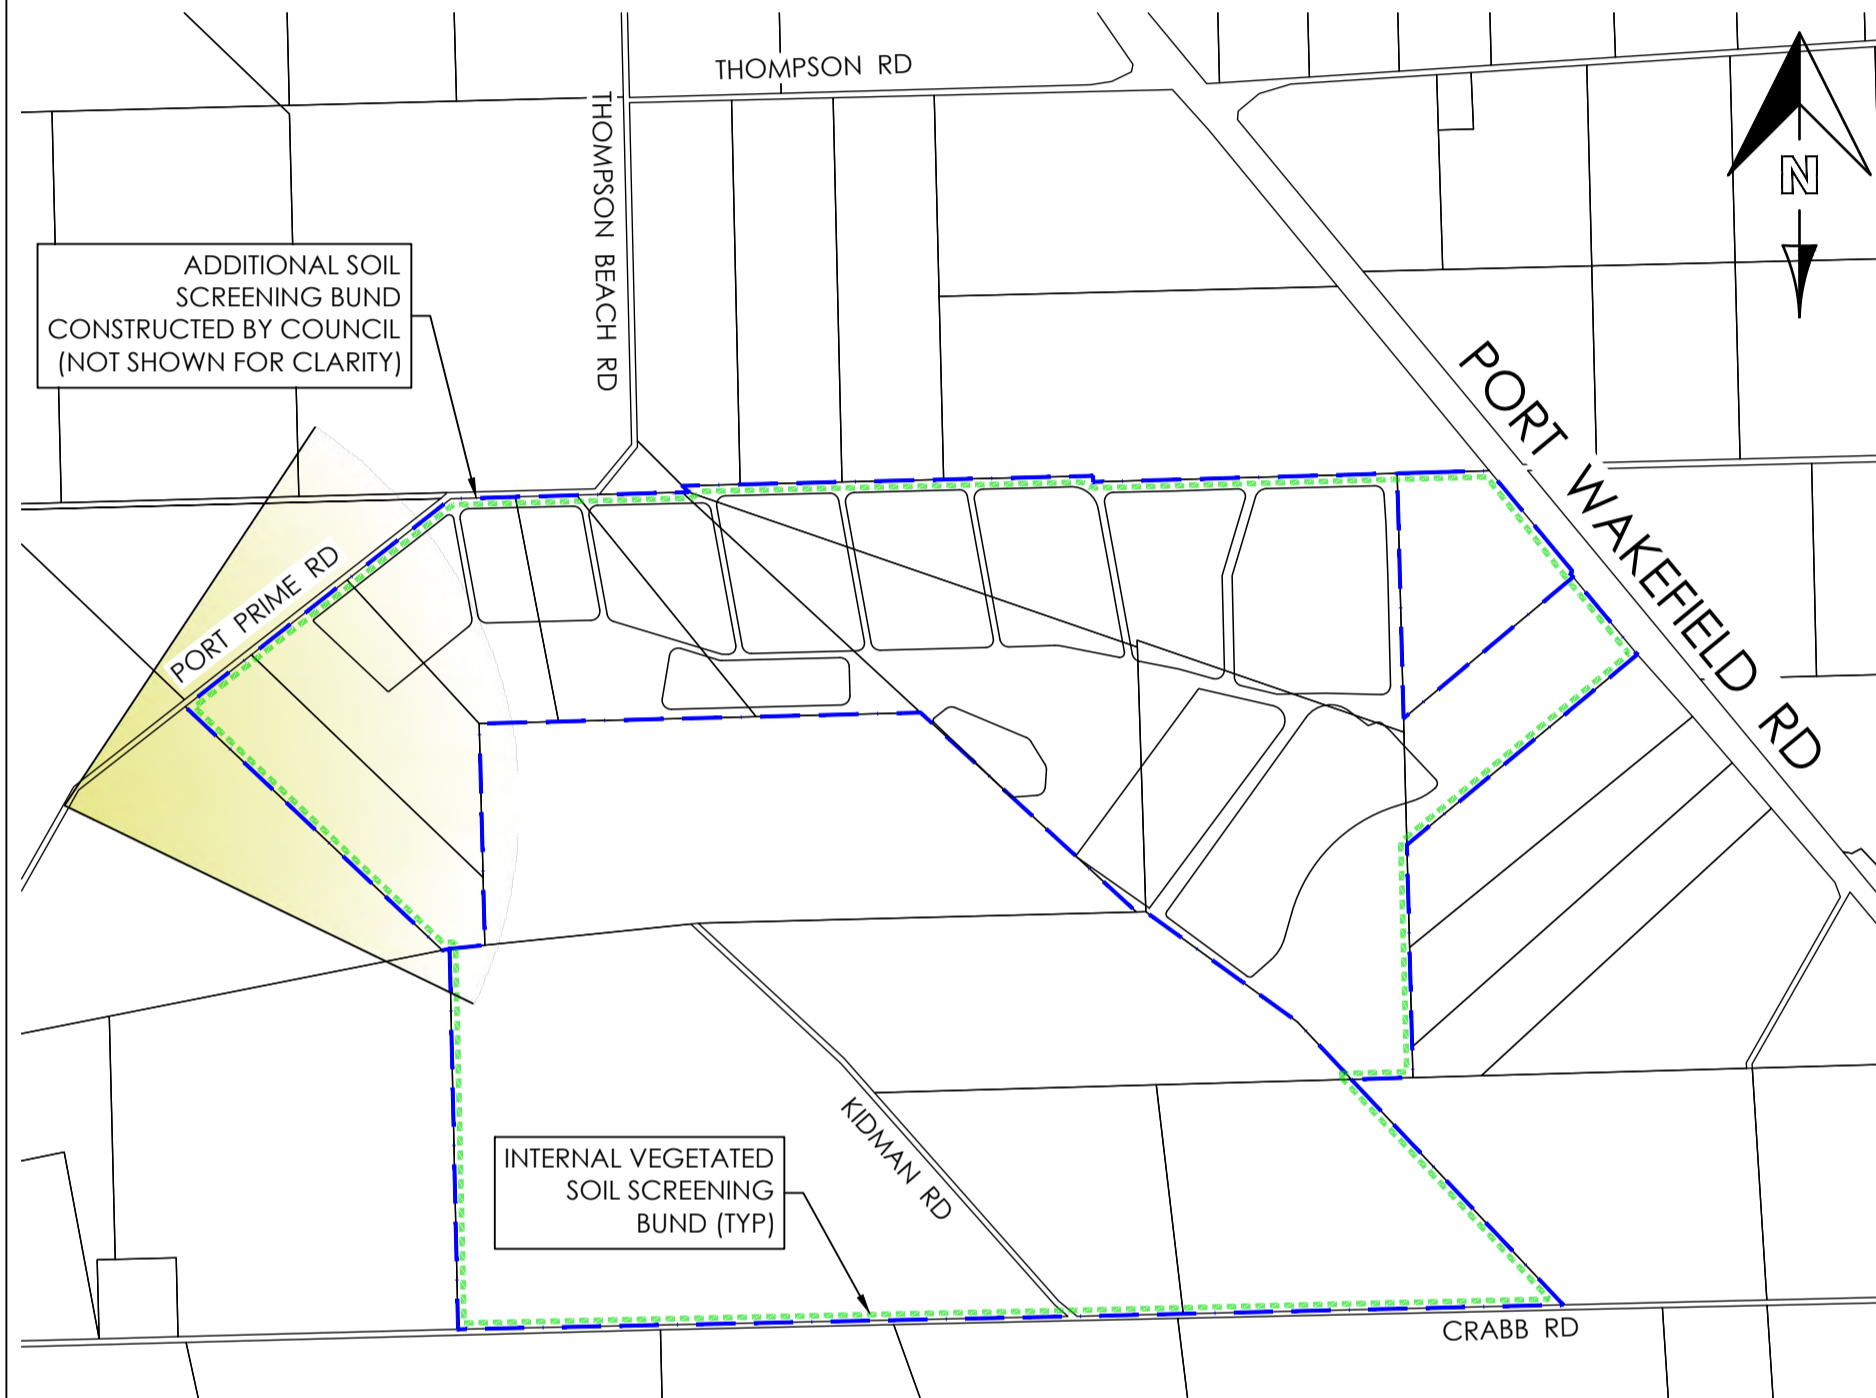 THOMPSON RD
THOMPSON BEACH RD
N
ADDITIONAL SOIL
SCREENING BUND
CONSTRUCTED BY COUNCIL
(NOT SHOWN FOR CLARITY)
PORT WAKEFIELD RD
PORT PRIME RD
KIDMAN RD
INTERNAL VEGETATED
SOIL SCREENING
BUND (TYP)
CRABB RD